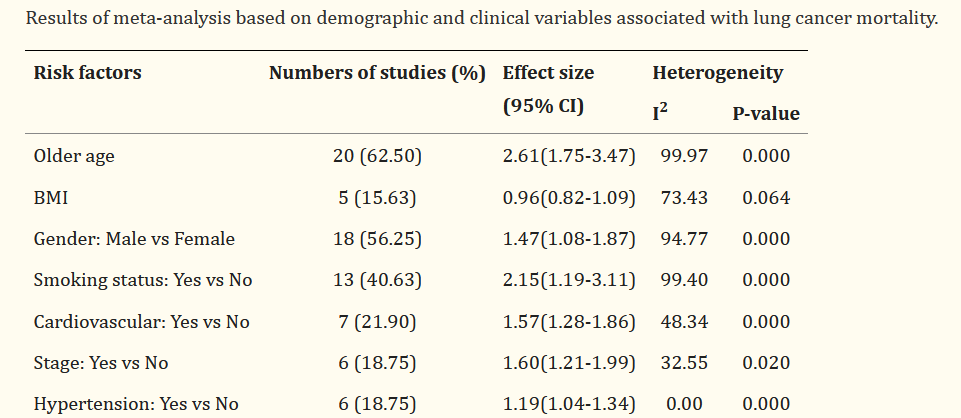 Results of meta-analysis based on demographic and clinical variables associated with lung cancer mortality.
Risk factors Numbers of studies (%) Effect size (95% CI) Heterogeneity
I² P-value
Older age 20 (62.50) 2.61(1.75-3.47) 99.97 0.000
BMI 5 (15.63) 0.96(0.82-1.09) 73.43 0.064
Gender: Male vs Female 18 (56.25) 1.47(1.08-1.87) 94.77 0.000
Smoking status: Yes vs No 13 (40.63) 2.15(1.19-3.11) 99.40 0.000
Cardiovascular: Yes vs No 7 (21.90) 1.57(1.28-1.86) 48.34 0.000
Stage: Yes vs No 6 (18.75) 1.60(1.21-1.99) 32.55 0.020
Hypertension: Yes vs No 6 (18.75) 1.19(1.04-1.34) 0.00 0.000